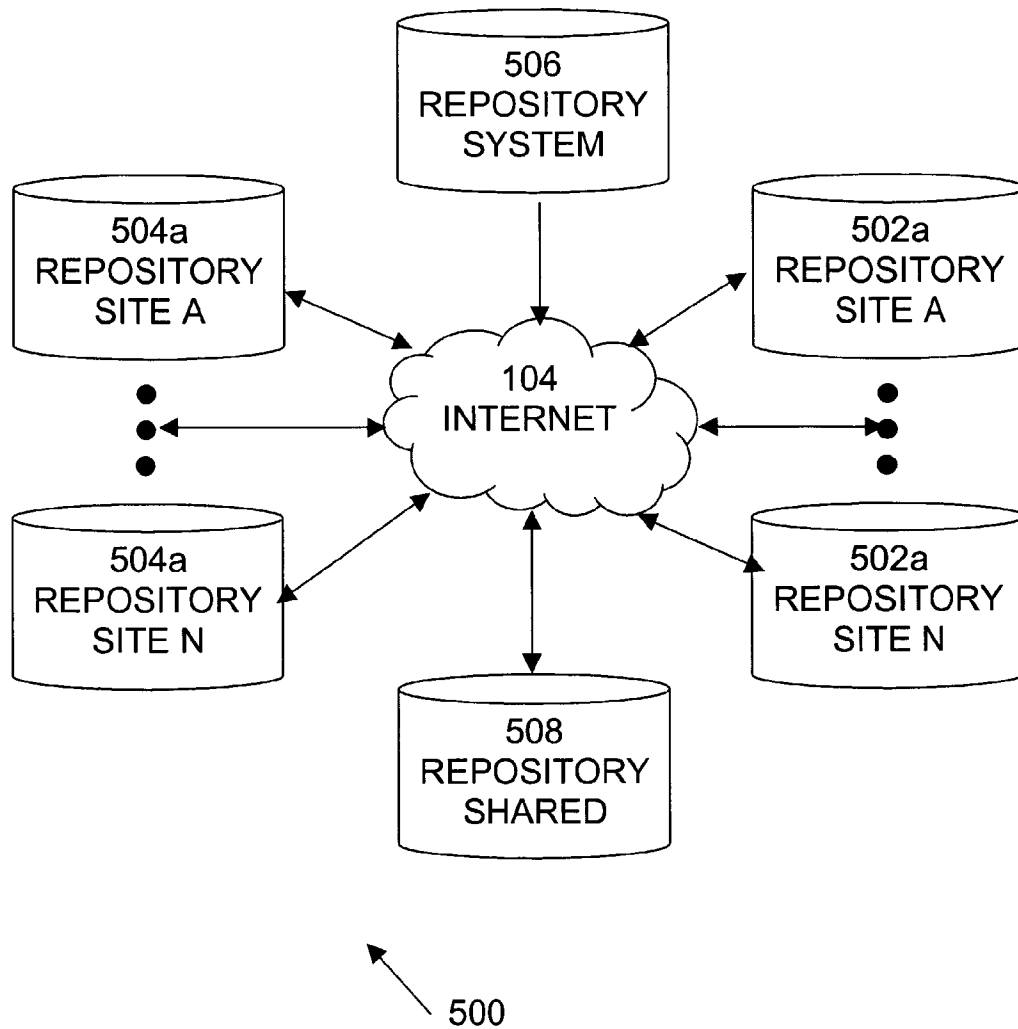 506
REPOSITORY
SYSTEM
504a
REPOSITORY
SITE A
502a
REPOSITORY
SITE A
104
INTERNET
504a
REPOSITORY
SITE N
502a
REPOSITORY
SITE N
508
REPOSITORY
SHARED
500